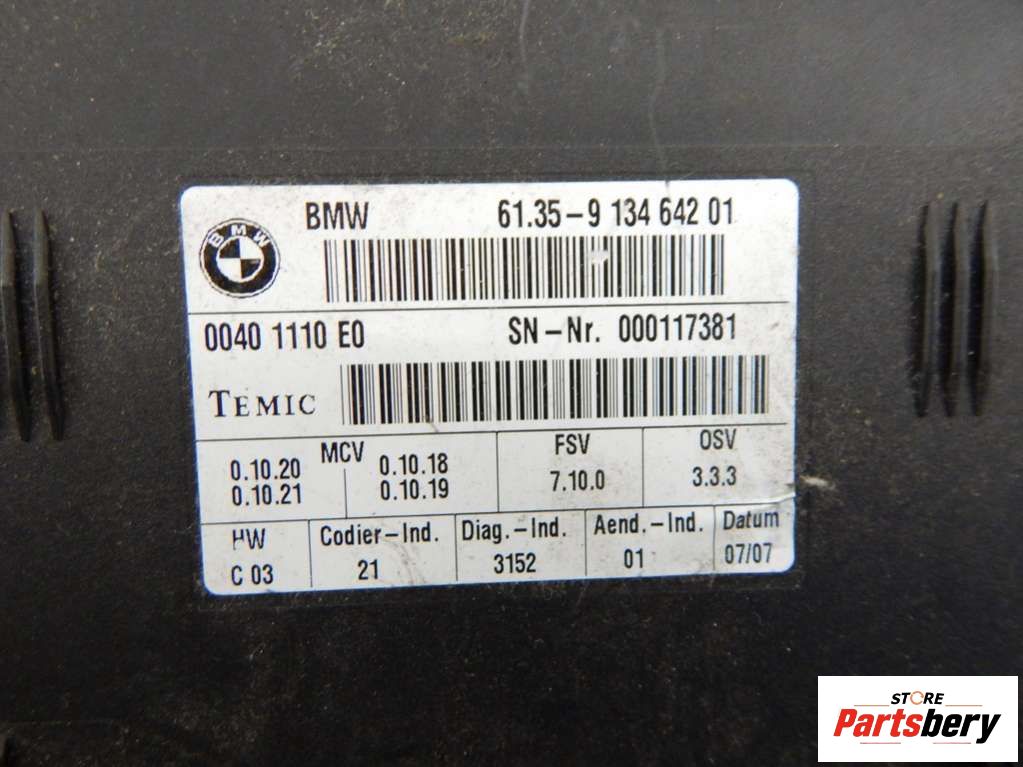 BMW 61.35-9 134 642 01
BMW
0040 1110 E0 SN-Nr. 000117381
TEMIC
MCV FSV OSV
0.10.20 0.10.18 7.10.0 3.3.3
0.10.21 0.10.19
HW Codier-Ind. Diag.-Ind. Aend.-Ind. Datum
C 03 21 3152 01 07/07
STORE
Partsbery